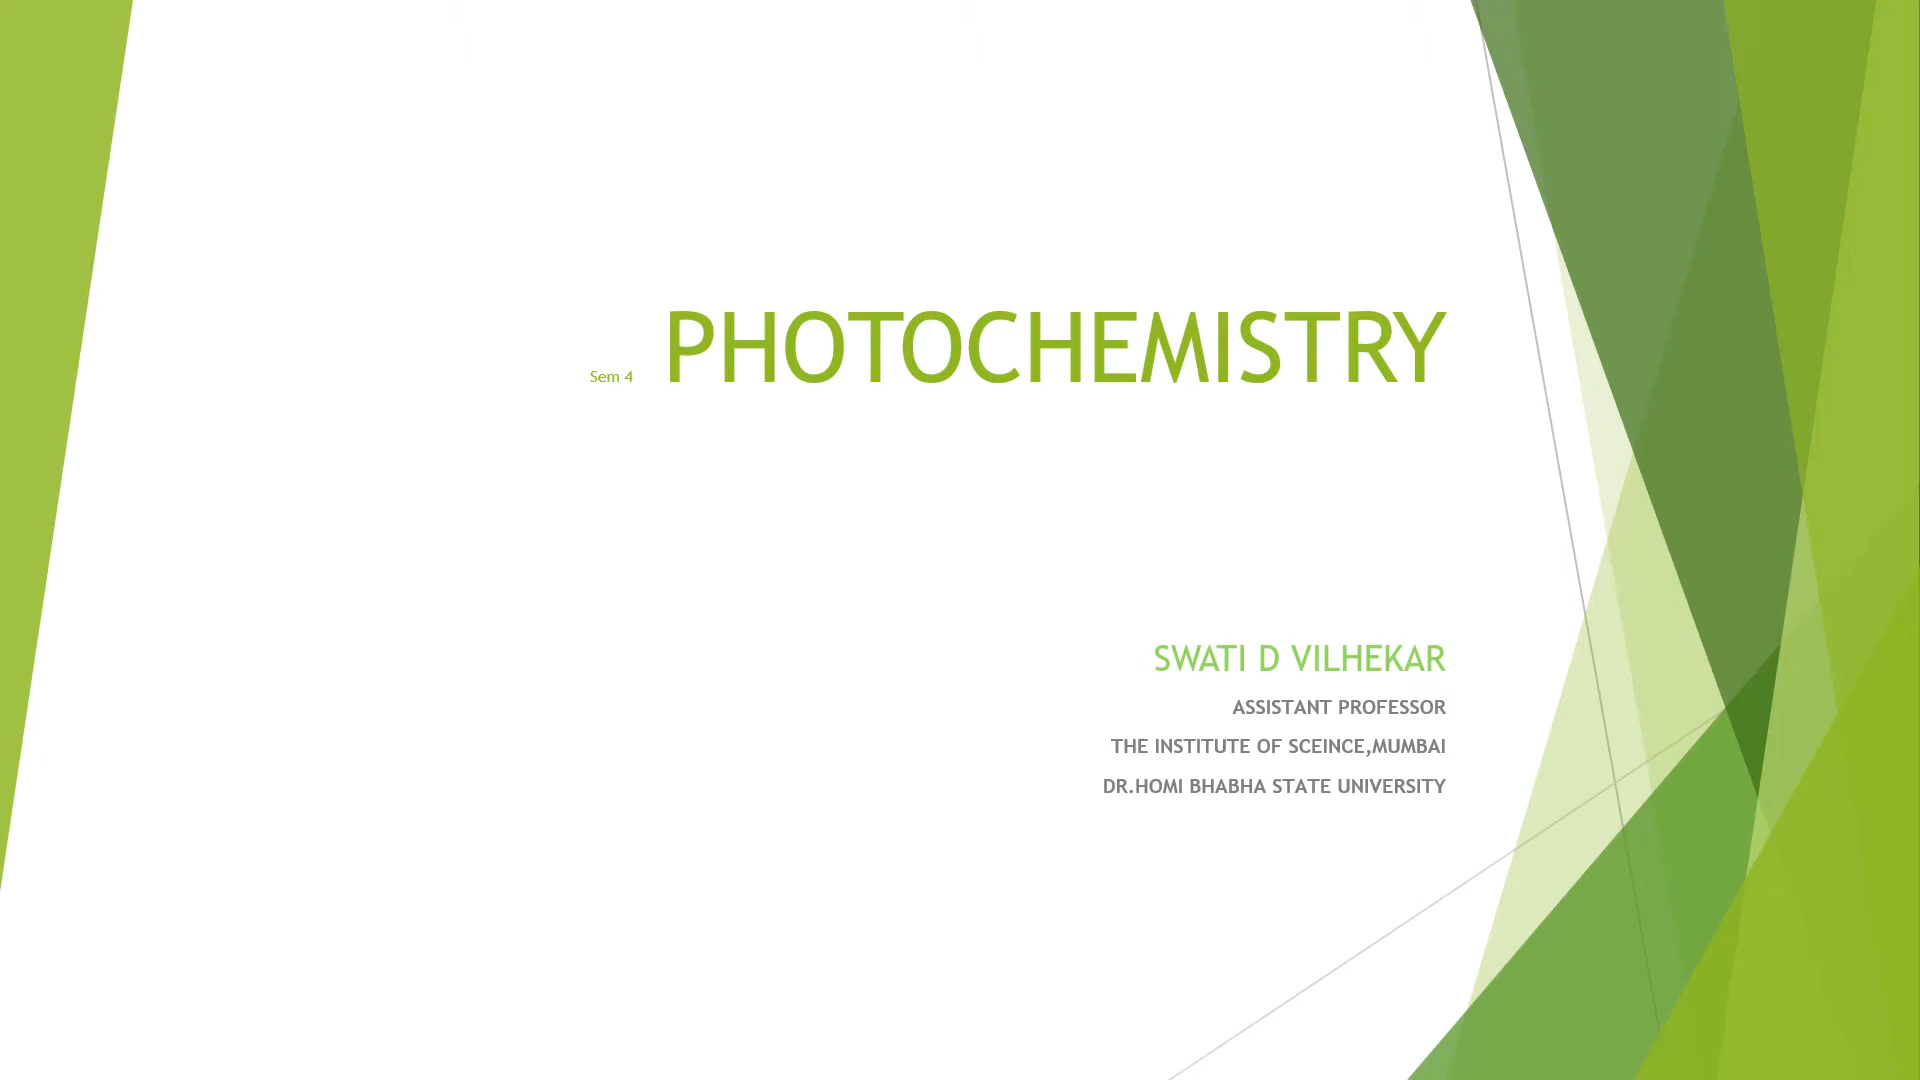 Sem 4 PHOTOCHEMISTRY
SWATI D VILHEKAR
ASSISTANT PROFESSOR
THE INSTITUTE OF SCEINCE,MUMBAI
DR.HOMI BHABHA STATE UNIVERSITY